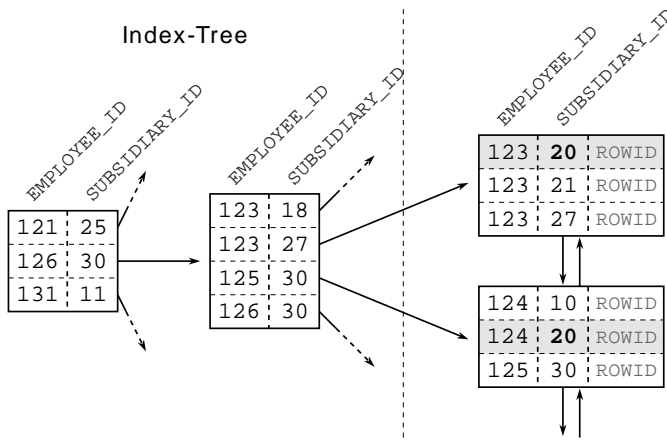 Index-Tree
EMPLOYEE_ID SUBSIDIARY_ID
121 25
126 30
131 11
EMPLOYEE_ID SUBSIDIARY_ID
123 18
123 27
125 30
126 30
EMPLOYEE_ID SUBSIDIARY_ID
123 20 ROWID
123 21 ROWID
123 27 ROWID
124 10 ROWID
124 20 ROWID
125 30 ROWID